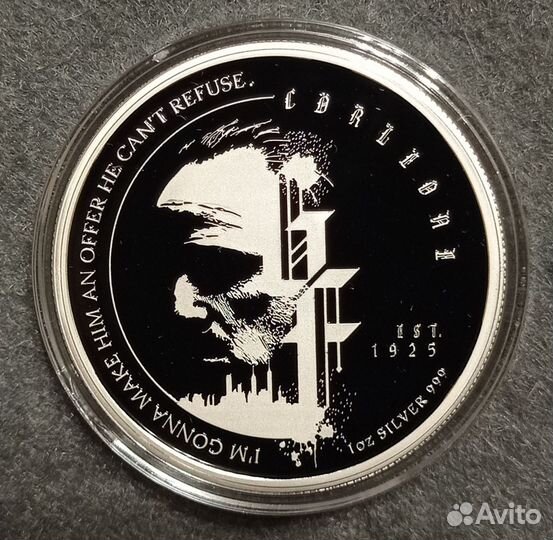 I'M GONNA MAKE HIM AN OFFER HE CAN'T REFUSE.
CORLEONE
EST.
1925
1oz SILVER 999
Avito